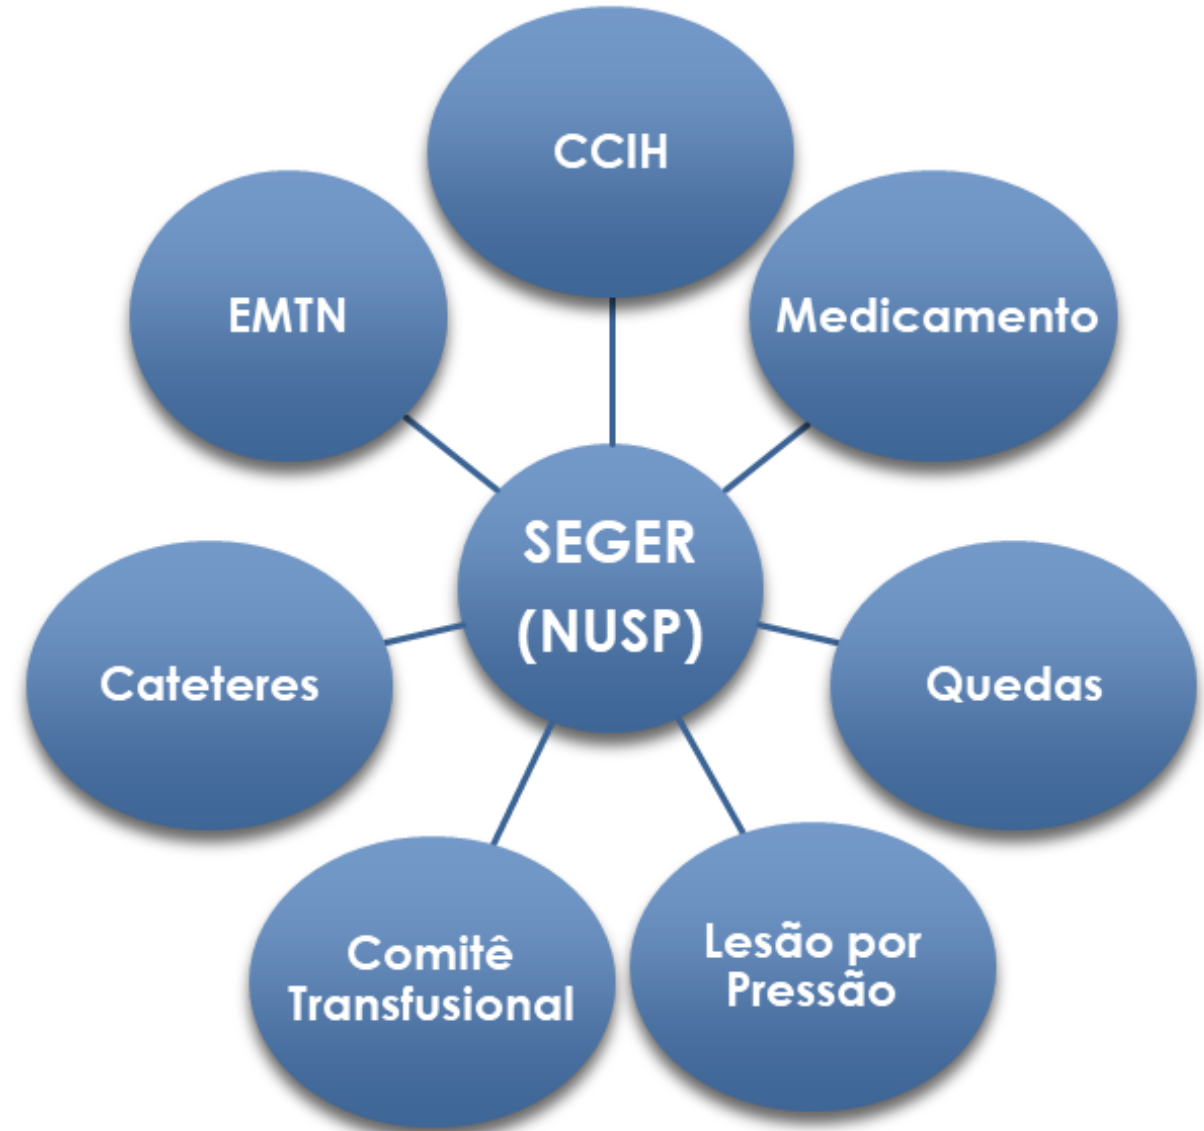 CCIH
EMTN
Medicamento
SEGER
(NUSP)
Cateteres
Quedas
Comitê
Transfusional
Lesão por
Pressão